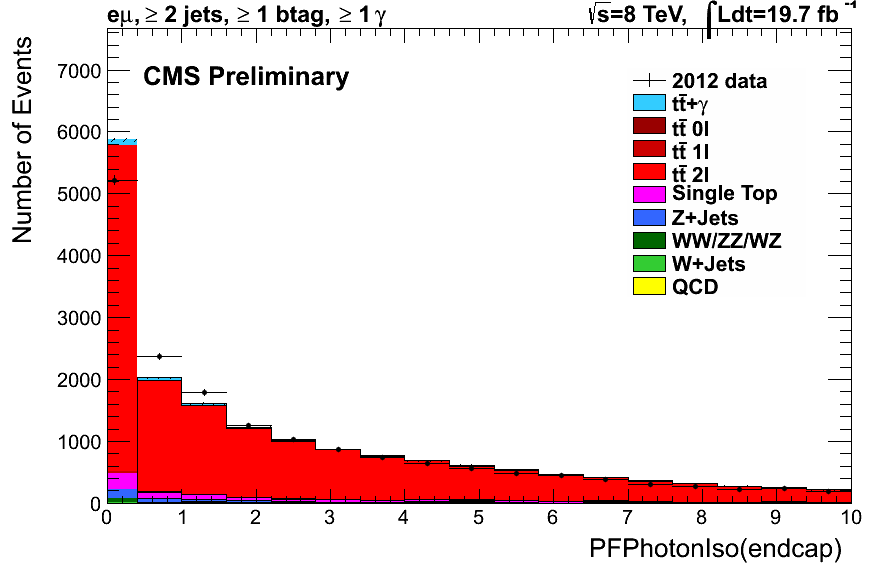 eμ, ≥ 2 jets, ≥ 1 btag, ≥ 1 γ
√s=8 TeV, ∫Ldt=19.7 fb⁻¹
CMS Preliminary
Number of Events
7000
6000
5000
4000
3000
2000
1000
0
2012 data
tt̄+γ
tt̄ 0l
tt̄ 1l
tt̄ 2l
Single Top
Z+Jets
WW/ZZ/WZ
W+Jets
QCD
0 1 2 3 4 5 6 7 8 9 10
PFPhotonIso(endcap)